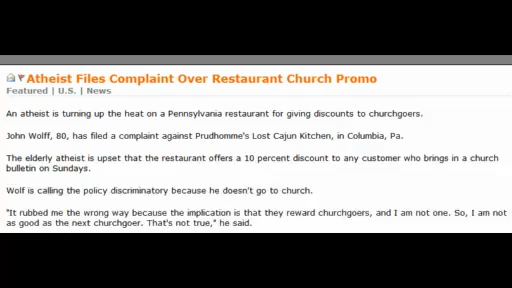 Atheist Files Complaint Over Restaurant Church Promo
Featured | U.S. | News
An atheist is turning up the heat on a Pennsylvania restaurant for giving discounts to churchgoers.
John Wolff, 80, has filed a complaint against Prudhomme's Lost Cajun Kitchen, in Columbia, Pa.
The elderly atheist is upset that the restaurant offers a 10 percent discount to any customer who brings in a church
bulletin on Sundays.
Wolf is calling the policy discriminatory because he doesn't go to church.
"It rubbed me the wrong way because the implication is that they reward churchgoers, and I am not one. So, I am not
as good as the next churchgoer. That's not true," he said.